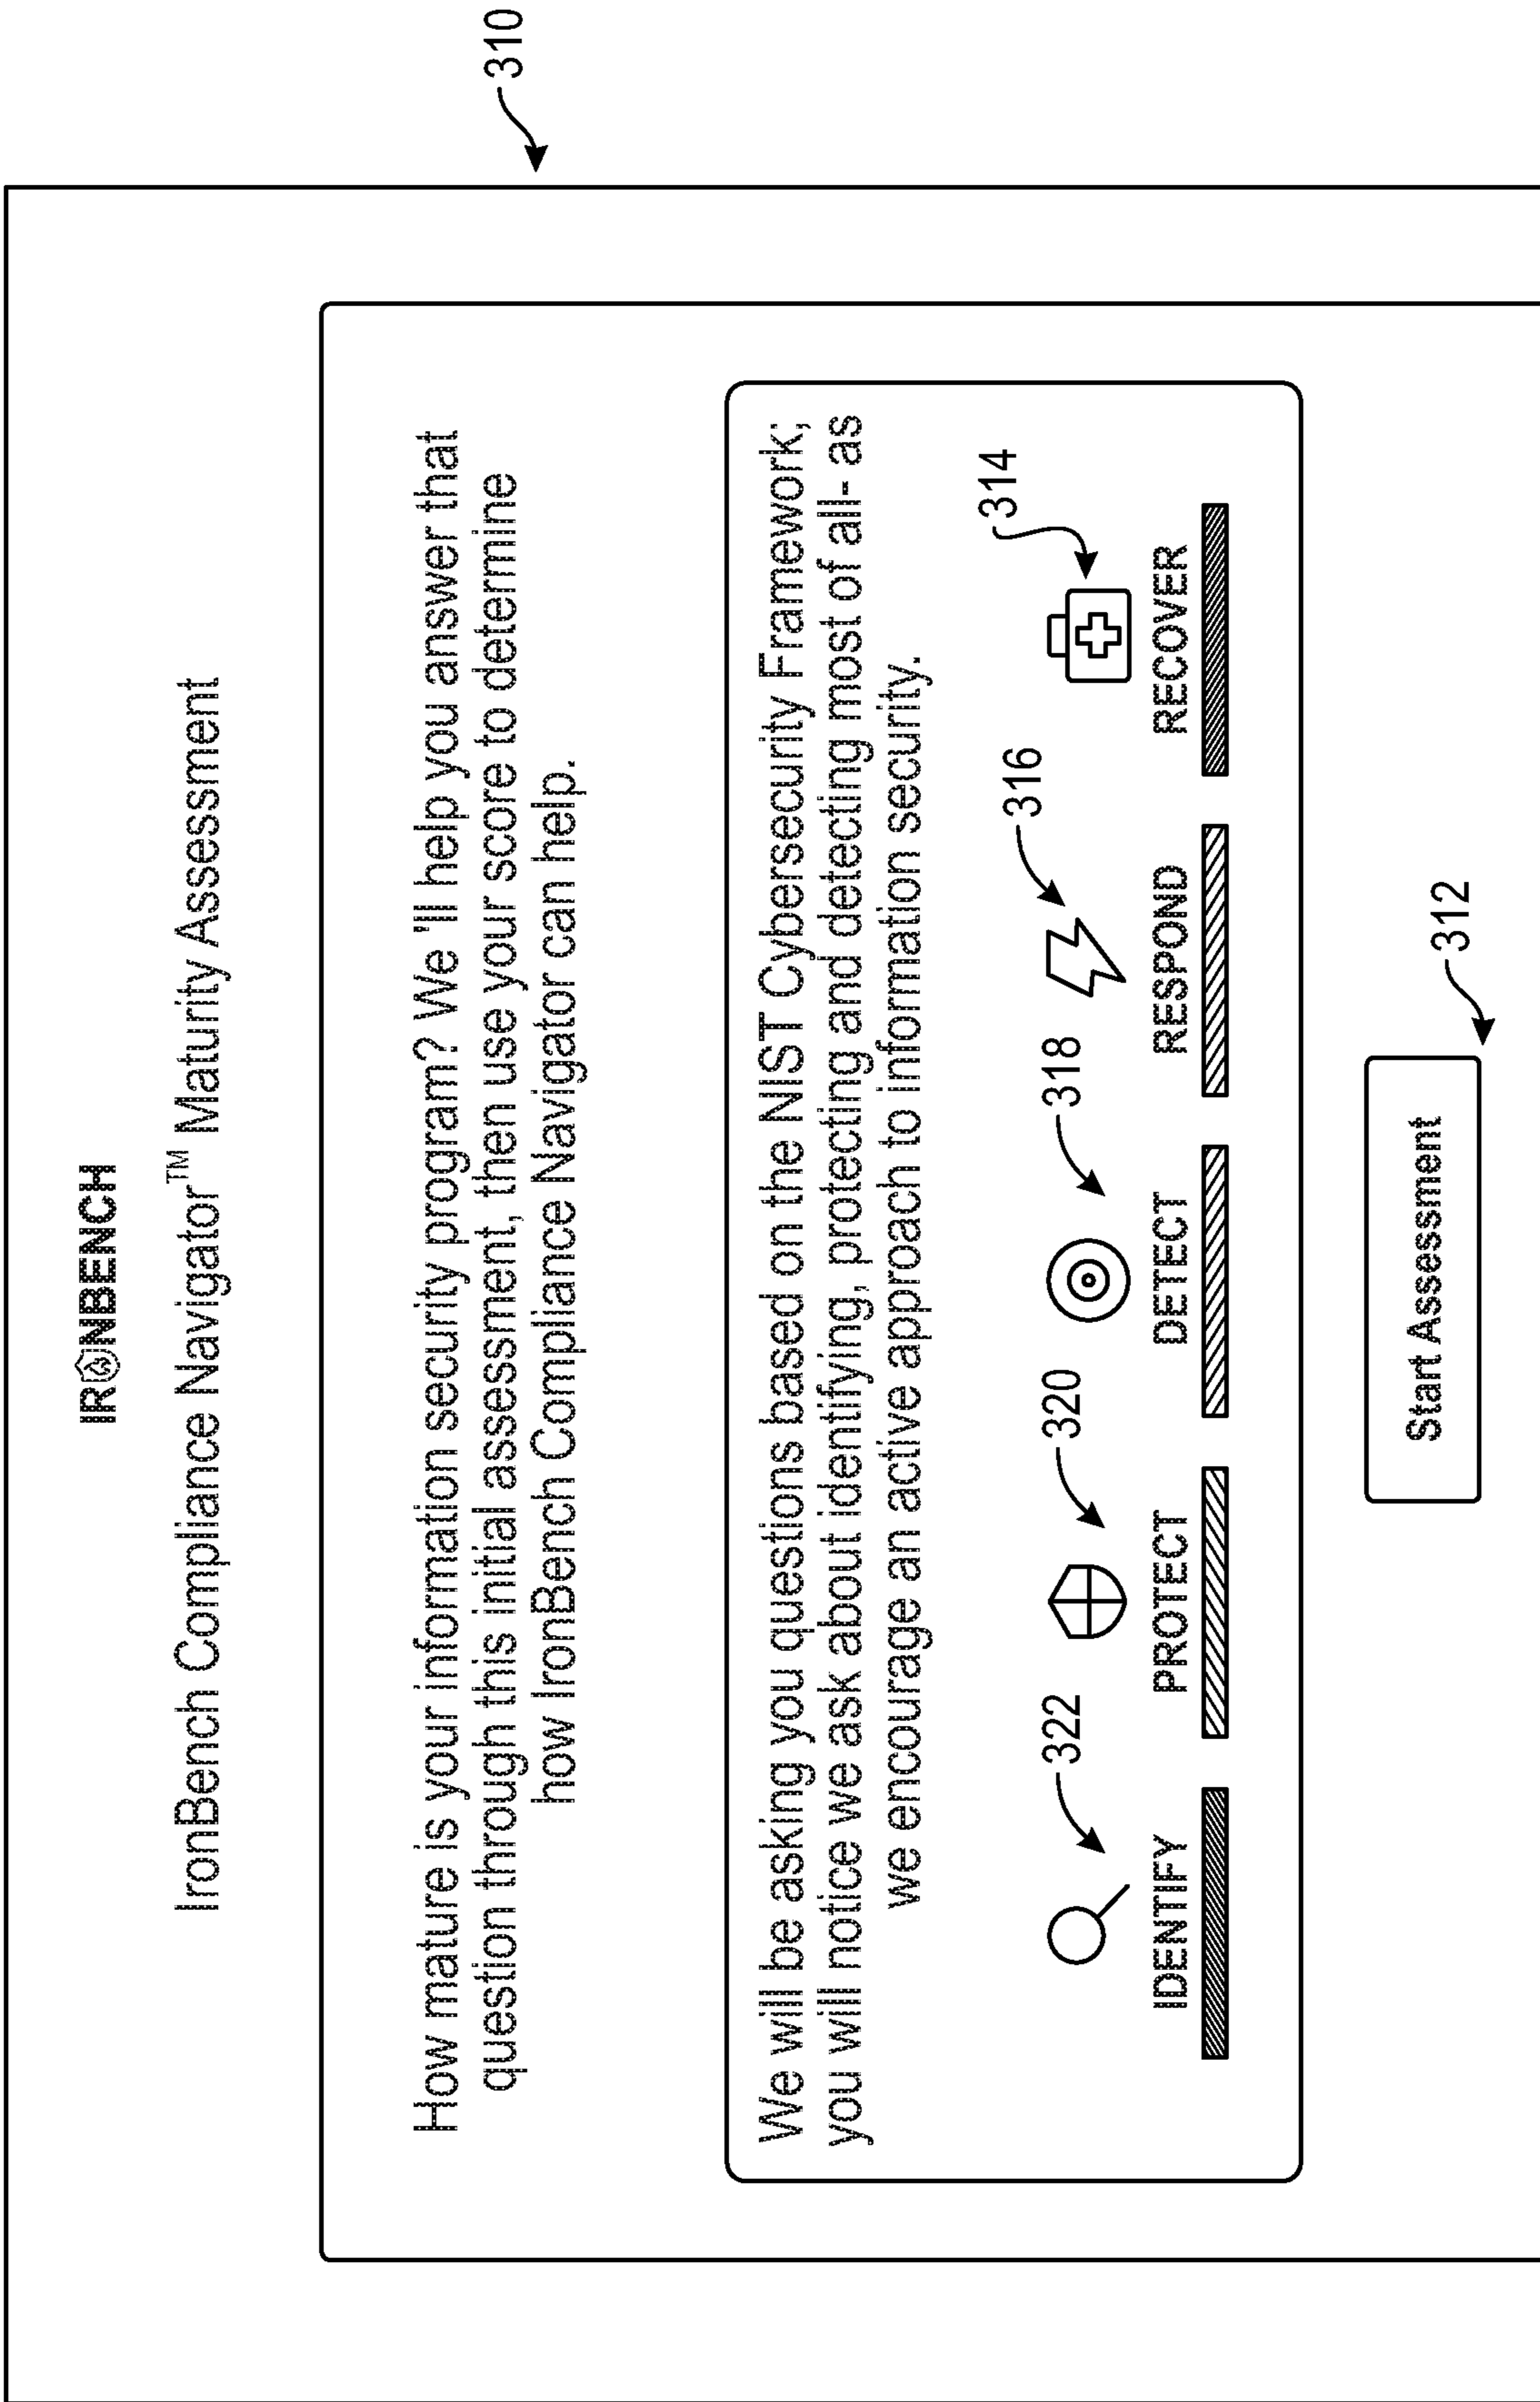 310
IRONBENCH
IronBench Compliance Navigator™ Maturity Assessment
How mature is your information security program? We'll help you answer that
question through this initial assessment, then use your score to determine
how IronBench Compliance Navigator can help.
We will be asking you questions based on the NIST Cybersecurity Framework;
you will notice we ask about identifying, protecting and detecting most of all- as
we encourage an active approach to information security.
322
320
318
316
314
IDENTIFY
PROTECT
DETECT
RESPOND
RECOVER
Start Assessment
312